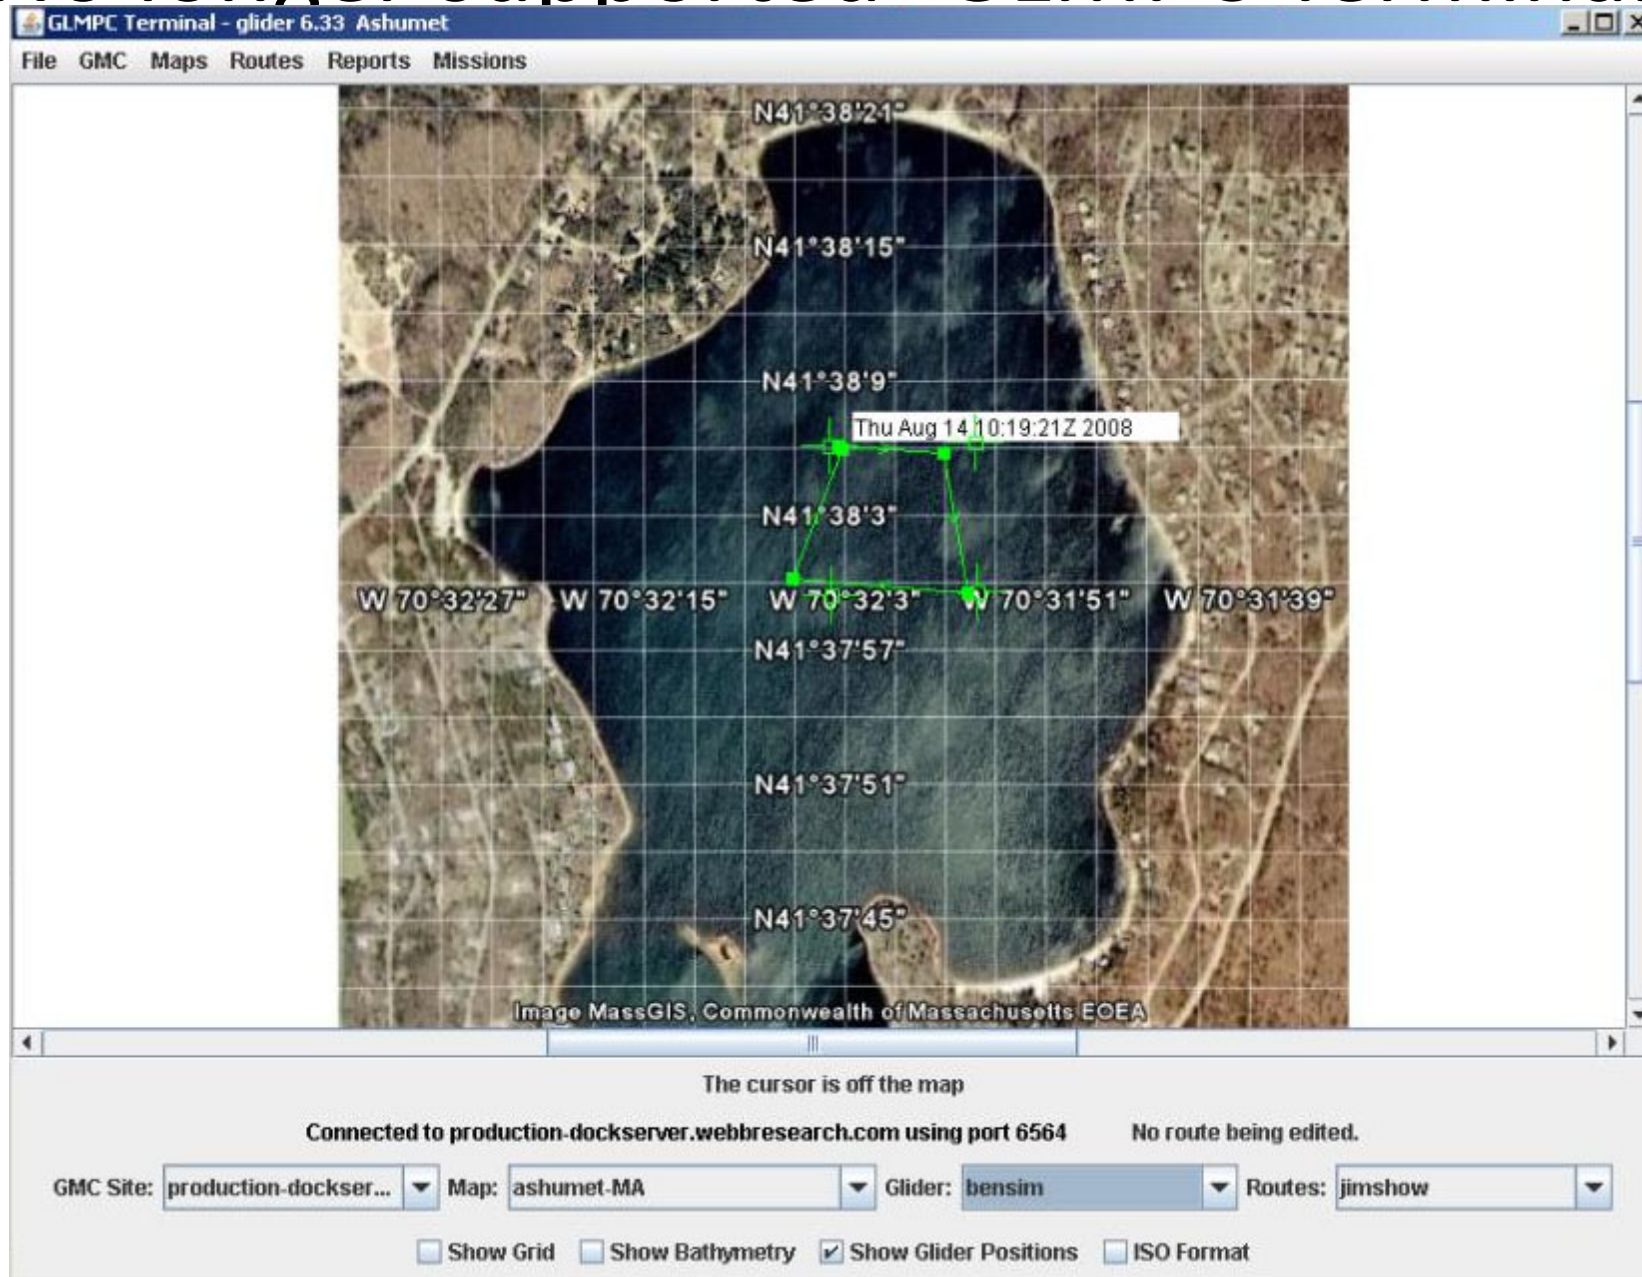 no longer supported GLMPC Terminal
GLMPC Terminal - glider 6.33 Ashumet
File GMC Maps Routes Reports Missions
N41°38'21"
N41°38'15"
N41°38'9"
Thu Aug 14 10:19:21Z 2008
N41°38'3"
W 70°32'27" W 70°32'15" W 70°32'3" W 70°31'51" W 70°31'39"
N41°37'57"
N41°37'51"
N41°37'45"
Image MassGIS, Commonwealth of Massachusetts EOEA
The cursor is off the map
Connected to production-dockserver.webbresearch.com using port 6564 No route being edited.
GMC Site: production-dockser... Map: ashumet-MA Glider: bensim Routes: jimshow
Show Grid Show Bathymetry Show Glider Positions ISO Format